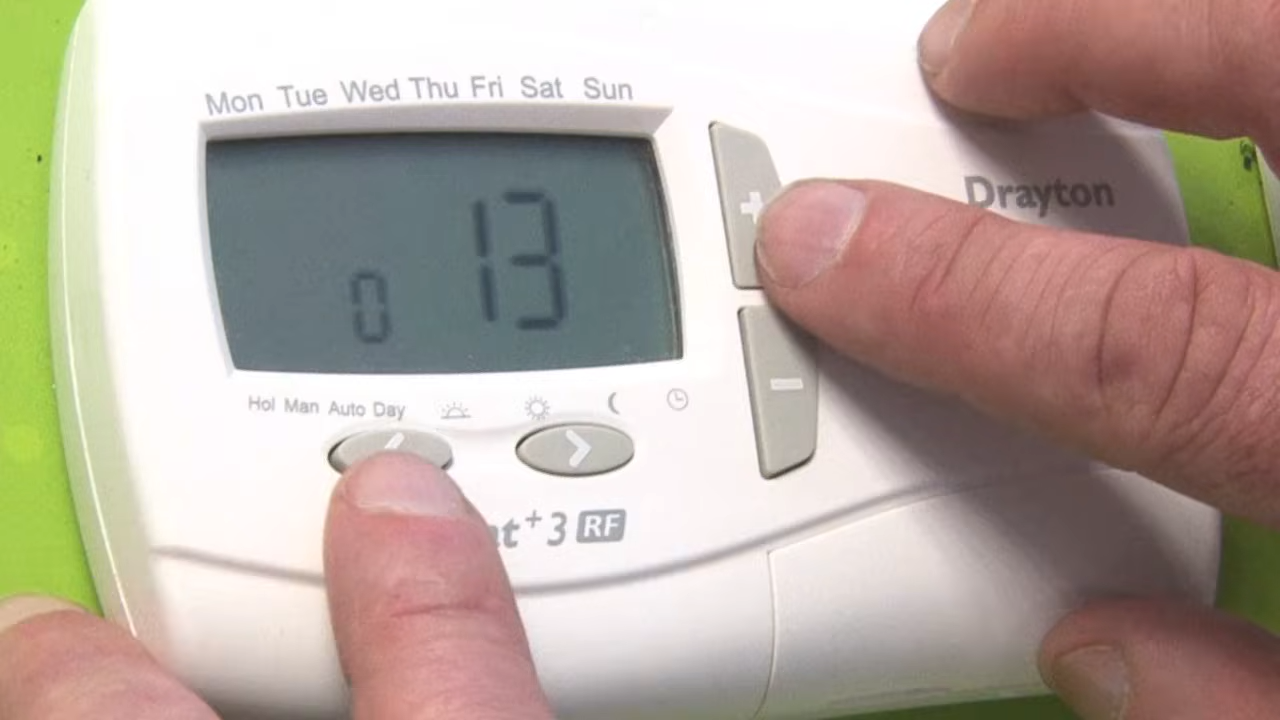 Mon Tue Wed Thu Fri Sat Sun
Drayton
13
0
Hol Man Auto Day
+3 RF